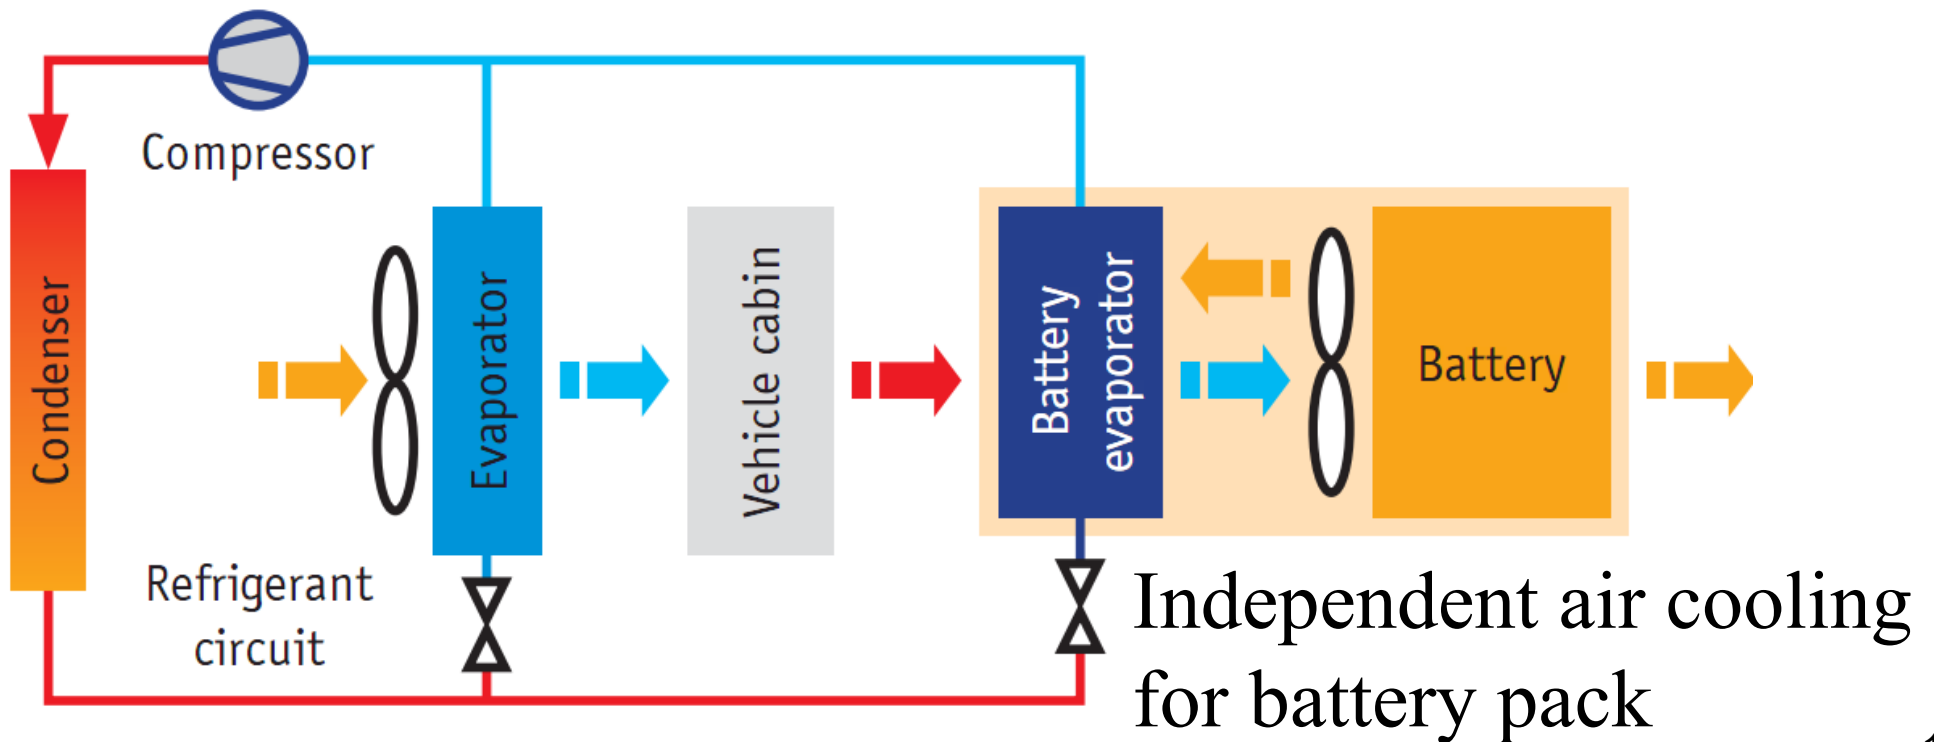 Compressor
Condenser
Evaporator
Vehicle cabin
Battery
evaporator
Battery
Refrigerant
circuit
Independent air cooling
for battery pack